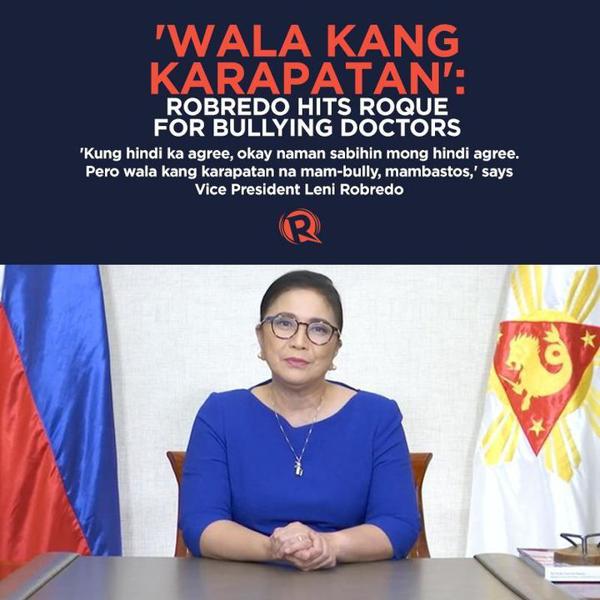 'WALA KANG
KARAPATAN':
ROBREDO HITS ROQUE
FOR BULLYING DOCTORS
'Kung hindi ka agree, okay naman sabihin mong hindi agree.
Pero wala kang karapatan na mam-bully, mambastos,' says
Vice President Leni Robredo
R